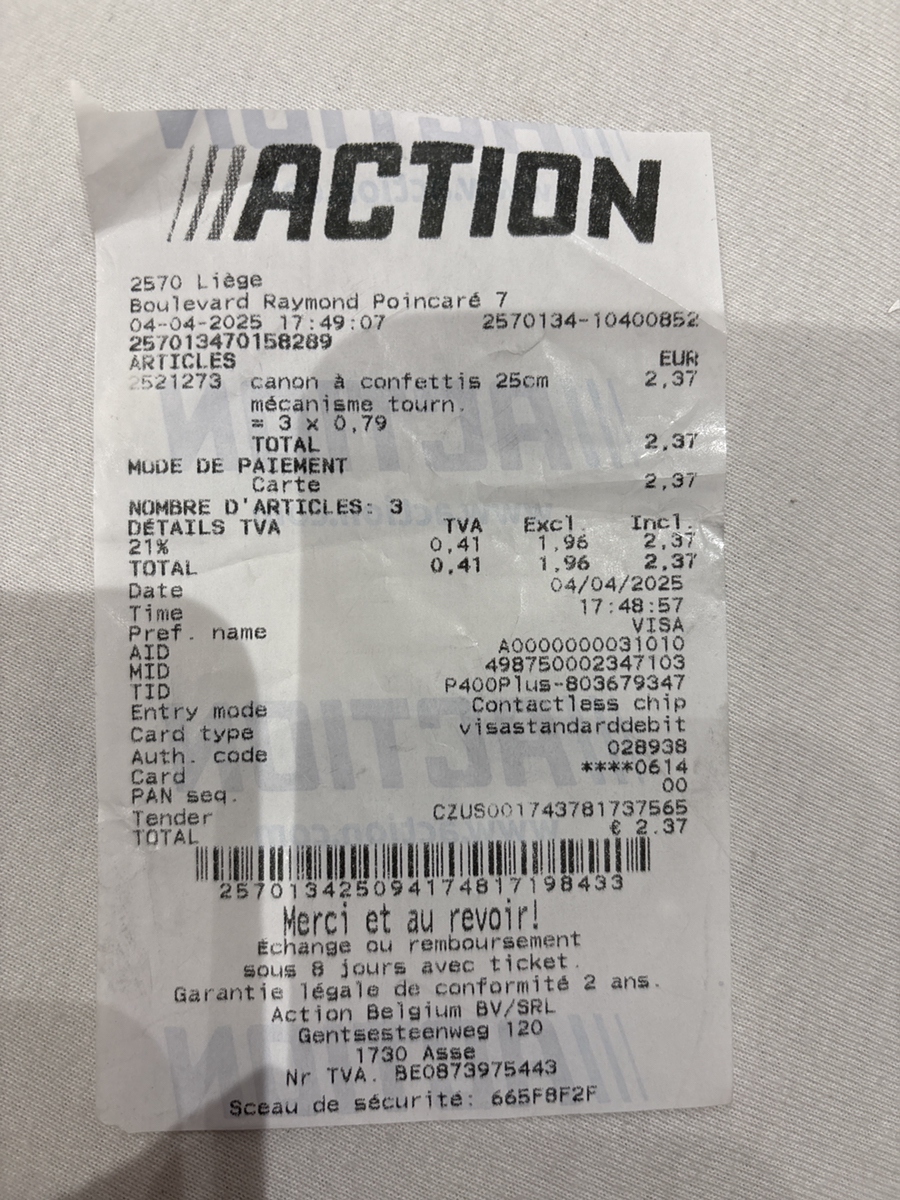 ACTION
2570 Liège
Boulevard Raymond Poincaré 7
04-04-2025 17:49:07 2570134-10400852
257013470158289
ARTICLES EUR
2521273 canon à confettis 25cm 2,37
mécanisme tourn.
= 3 x 0,79
TOTAL 2,37
MODE DE PAIEMENT
Carte 2,37
NOMBRE D'ARTICLES: 3
DÉTAILS TVA TVA Excl. Incl.
21% 0,41 1,96 2,37
TOTAL 0,41 1,96 2,37
Date 04/04/2025
Time 17:48:57
Pref. name VISA
AID A0000000031010
MID 498750002347103
TID P400Plus-803679347
Entry mode Contactless chip
Card type visastandarddebit
Auth. code 028938
Card ****0614
PAN seq. 00
Tender CZUS001743781737565
TOTAL € 2.37
257013425094174817198433
Merci et au revoir!
Échange ou remboursement
sous 8 jours avec ticket.
Garantie légale de conformité 2 ans.
Action Belgium BV/SRL
Gentsesteenweg 120
1730 Asse
Nr TVA. BE0873975443
Sceau de sécurité: 665F8F2F